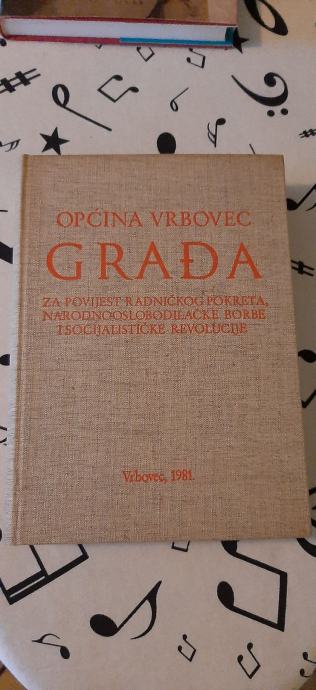 OPĆINA VRBOVEC
GRAĐA
ZA POVIJEST RADNIČKOG POKRETA,
NARODNOOSLOBODILAČKE BORBE
I SOCIJALISTIČKE REVOLUCIJE
Vrbovec, 1981.